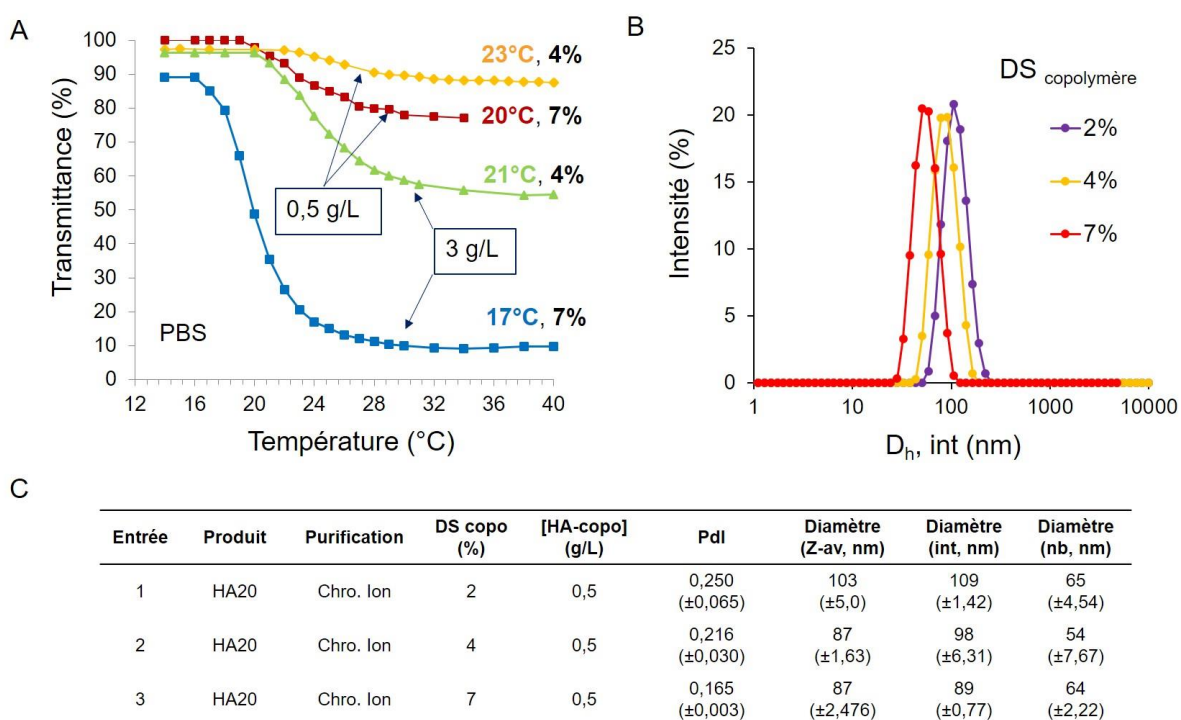 A
100
90
80
70
60
50
40
30
20
10
0
Transmittance (%)
23°C, 4%
20°C, 7%
21°C, 4%
0,5 g/L
3 g/L
17°C, 7%
PBS
12 16 20 24 28 32 36 40
Température (°C)
B
25
20
15
10
5
0
Intensité (%)
DS copolymère
2%
4%
7%
1 10 100 1000 10000
Dh, int (nm)
C
Entrée Produit Purification DS copo (%) [HA-copo] (g/L) PdI Diamètre (Z-av, nm) Diamètre (int, nm) Diamètre (nb, nm)
1 HA20 Chro. Ion 2 0,5 0,250 (±0,065) 103 (±5,0) 109 (±1,42) 65 (±4,54)
2 HA20 Chro. Ion 4 0,5 0,216 (±0,030) 87 (±1,63) 98 (±6,31) 54 (±7,67)
3 HA20 Chro. Ion 7 0,5 0,165 (±0,003) 87 (±2,476) 89 (±0,77) 64 (±2,22)